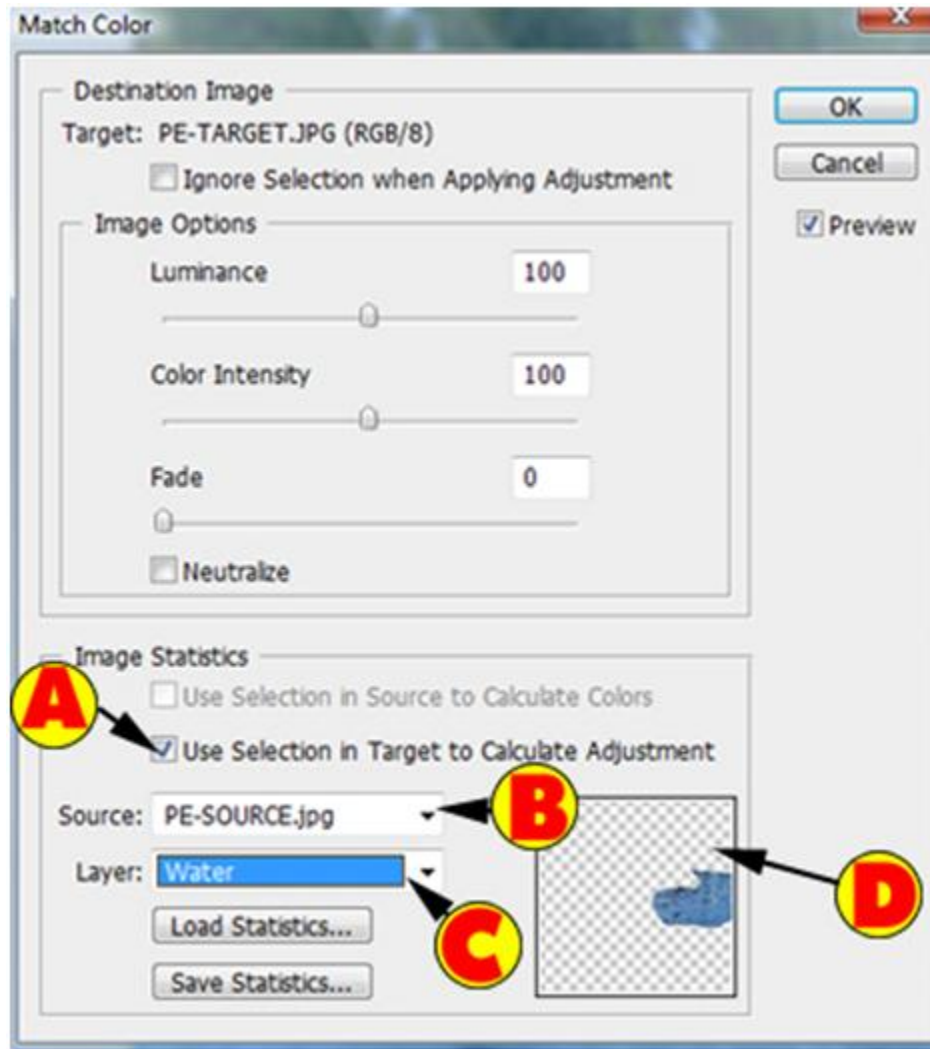 Match Color
Destination Image
Target: PE-TARGET.JPG (RGB/8)
Ignore Selection when Applying Adjustment
Image Options
Luminance 100
Color Intensity 100
Fade 0
Neutralize
OK
Cancel
Preview
Image Statistics
Use Selection in Source to Calculate Colors
A
Use Selection in Target to Calculate Adjustment
Source: PE-SOURCE.jpg
B
Layer: Water
C
D
Load Statistics...
Save Statistics...